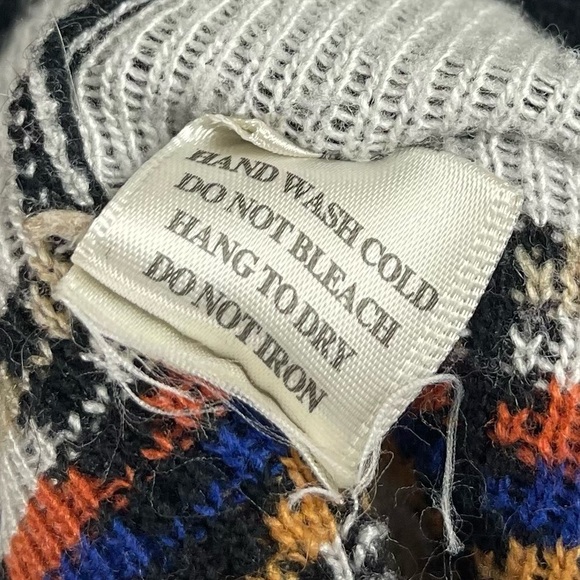 HAND WASH COLD
DO NOT BLEACH
HANG TO DRY
DO NOT IRON